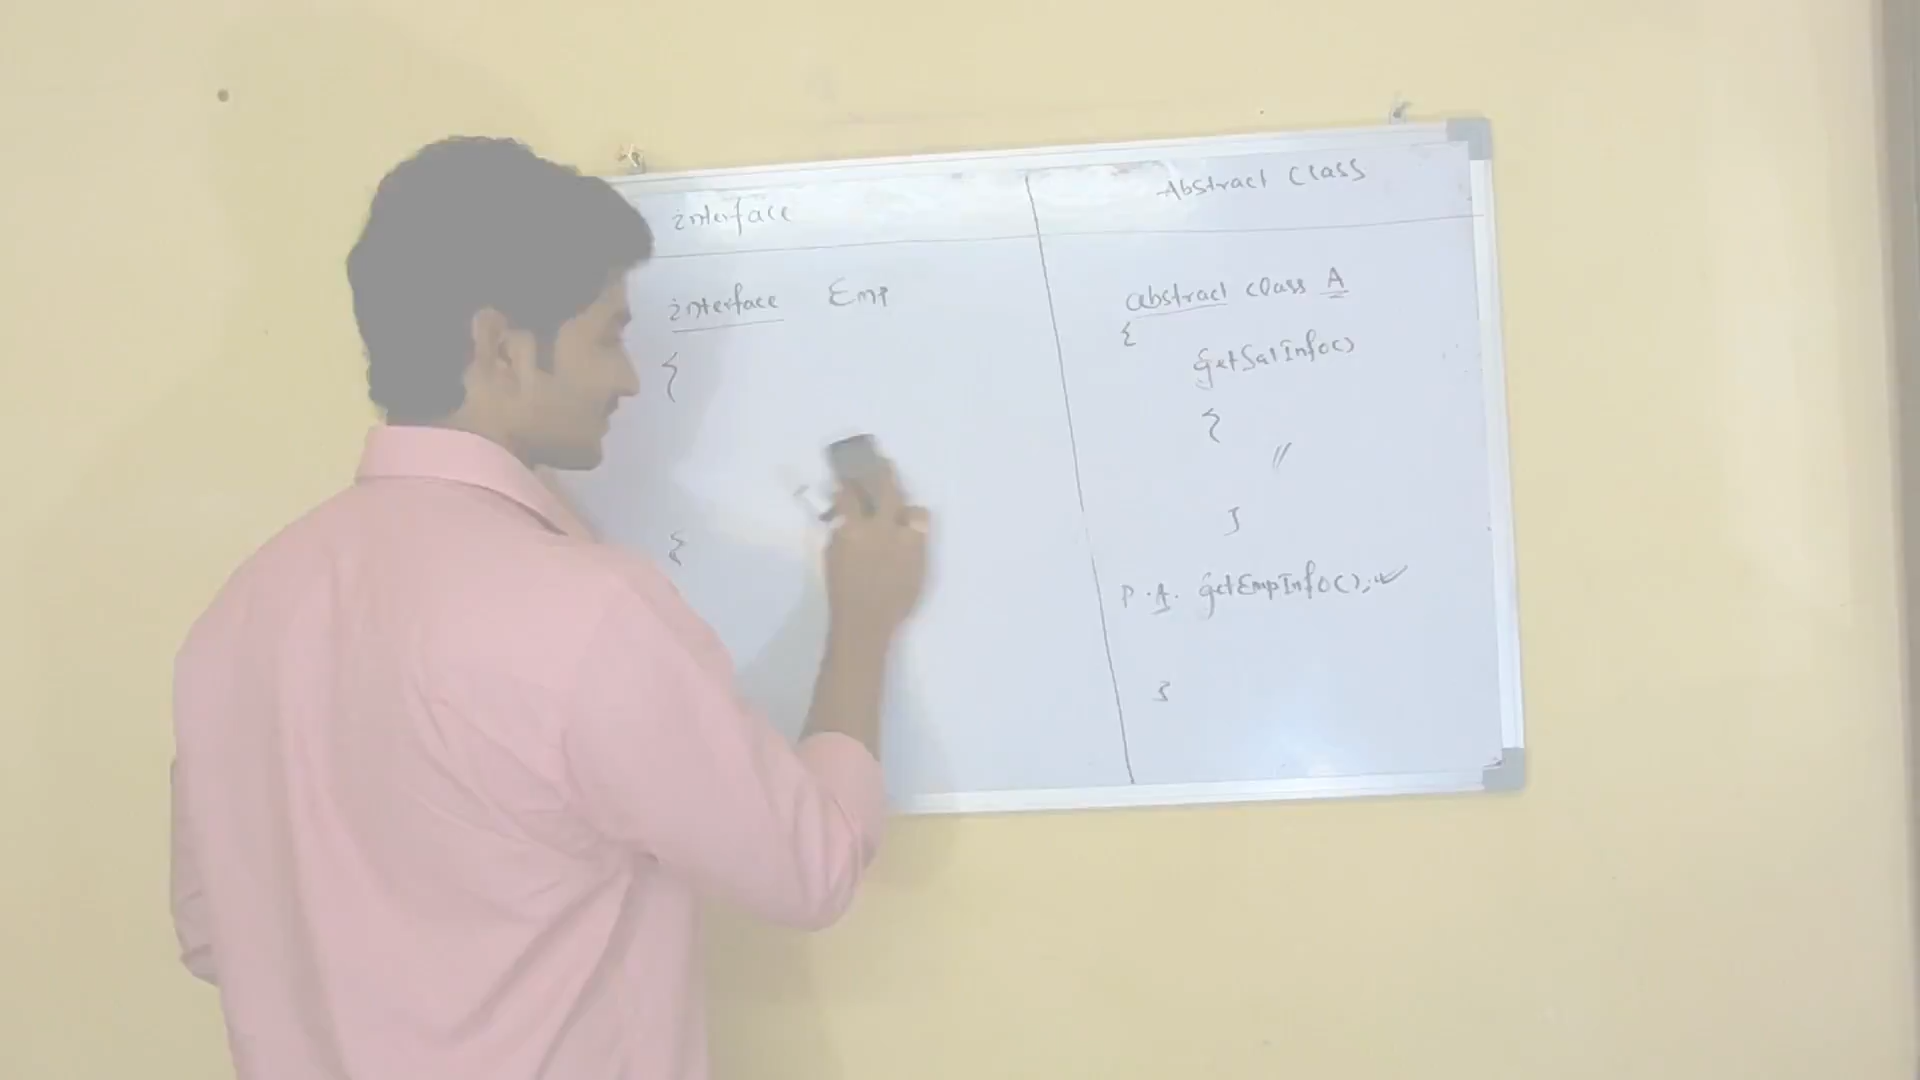 interface
Abstract class
interface Emp
{
{
abstract class A
{
getSalInfo()
{
//
}
P.A. getEmpInfo();
}